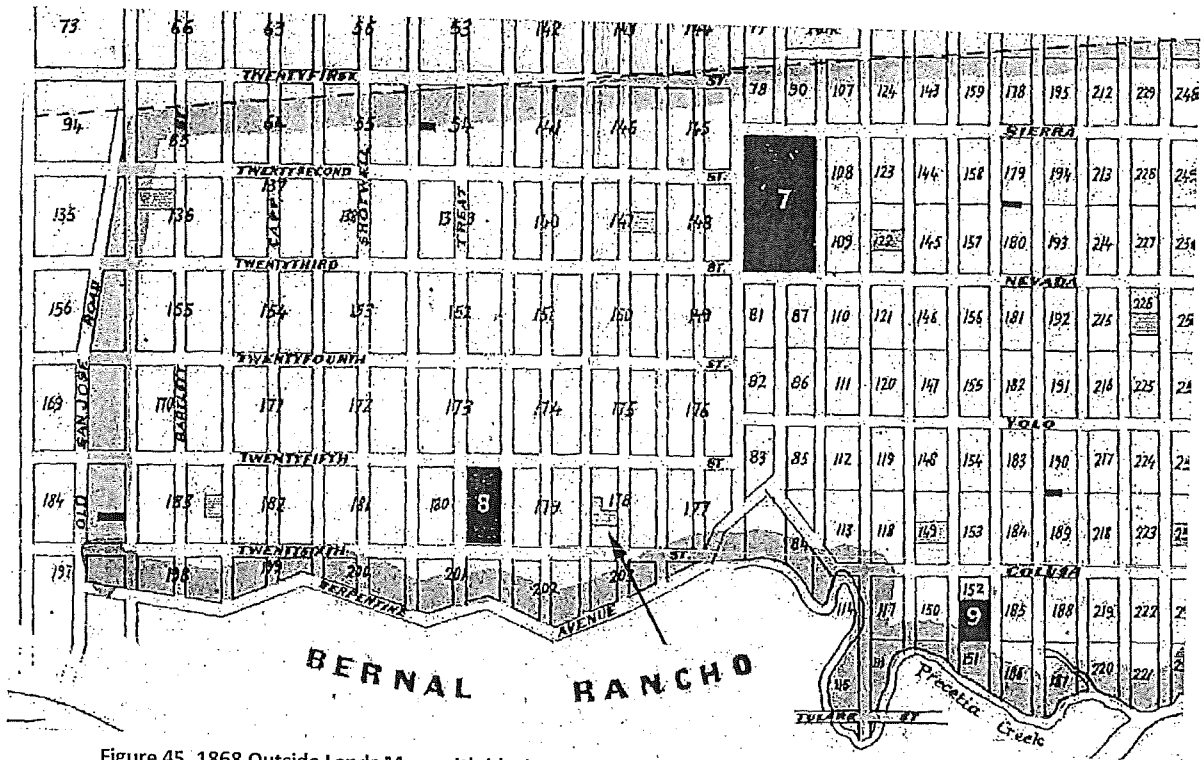 73 66 63 56 53 142 143 144 77
TWENTYFIRST ST.
78 90 107 124 143 159 178 195 212 229 246
94 65 64 55 54 141 146 145
SIERRA
TWENTYSECOND ST.
7
108 123 144 158 179 194 213 228 245
135 136 137 CAPP SHOTWELL TREAT 140 147 148
109 122 145 157 180 193 214 227
TWENTYTHIRD ST.
NEVADA
156 ROAD 155 154 153 152 151 150 149 81 87 110 121 146 156 181 192 215 226
TWENTYFOURTH ST.
169 OLD SAN JOSE 170 BARTLETT 171 172 173 174 175 176 82 86 111 120 147 155 182 191 216 225
YOLO
TWENTYFIFTH ST.
83 85 112 119 148 154 183 190 217 224
184 183 182 181 180 8 179 178 177
113 118 149 153 184 189 218 223
84
TWENTYSIXTH ST.
COLUSA
197 198 199 200 201 202 203
SERPENTINE AVENUE
114 117 150 152 9 185 188 219 222
115 151 186 187 220 221
BERNAL RANCHO
Precetia Creek
TULARE ST
Figure 45. 1868 Outside Lands